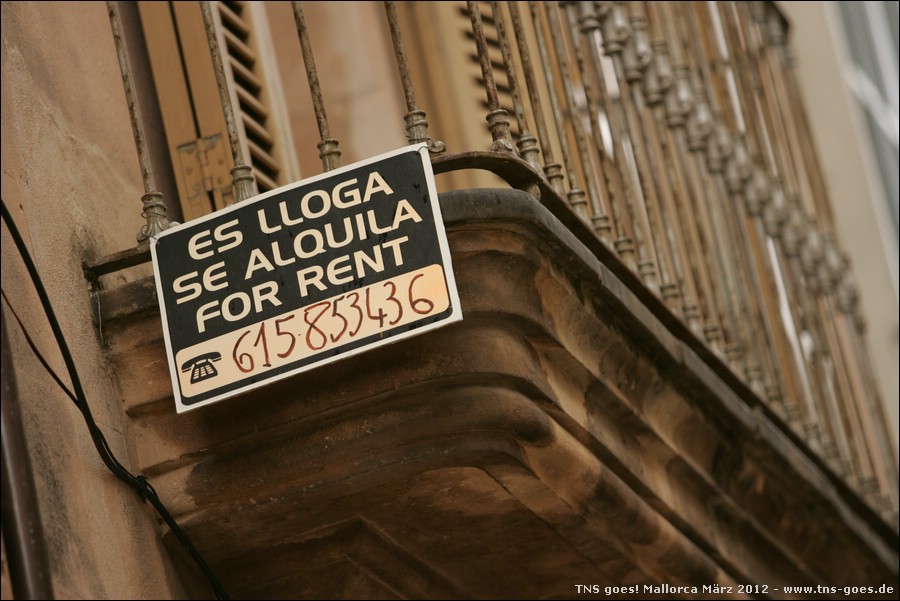 ES LLOGA
SE ALQUILA
FOR RENT
615·853436
TNS goes! Mallorca März 2012 - www.tns-goes.de